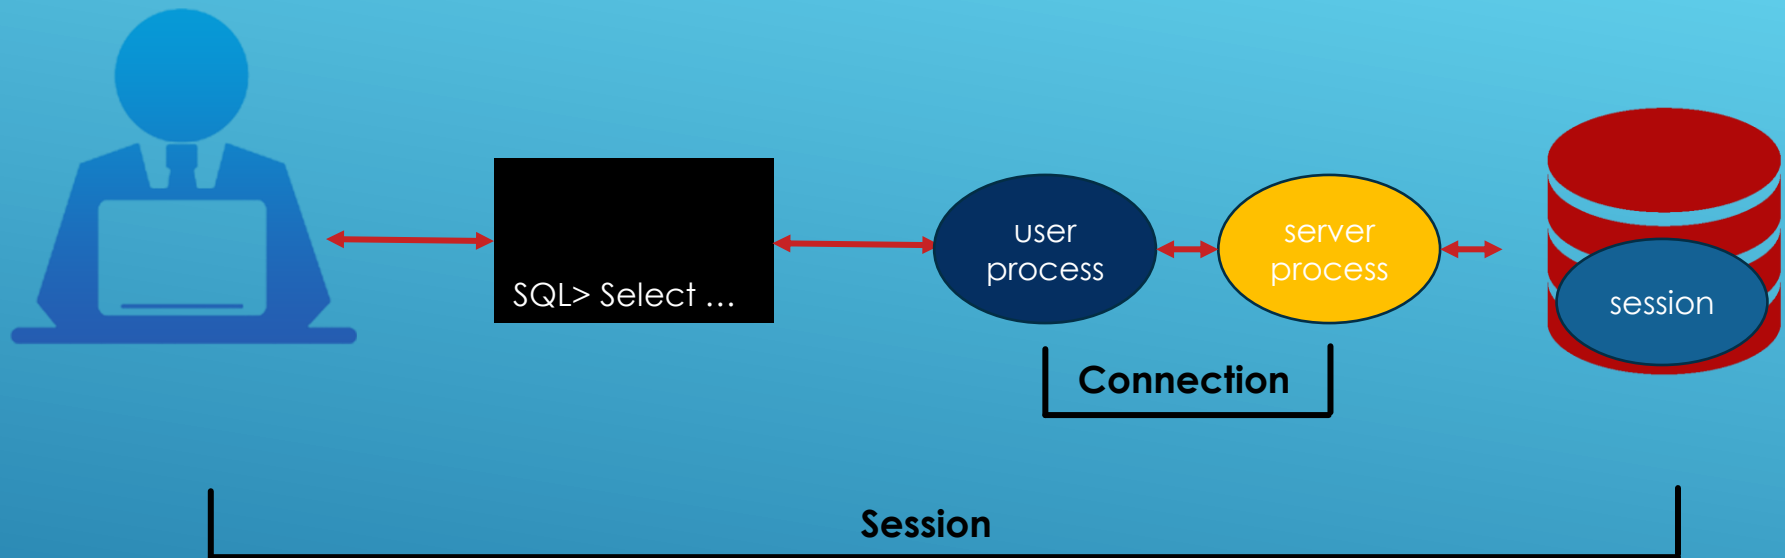 SQL> Select …
user
process
server
process
session
Connection
Session